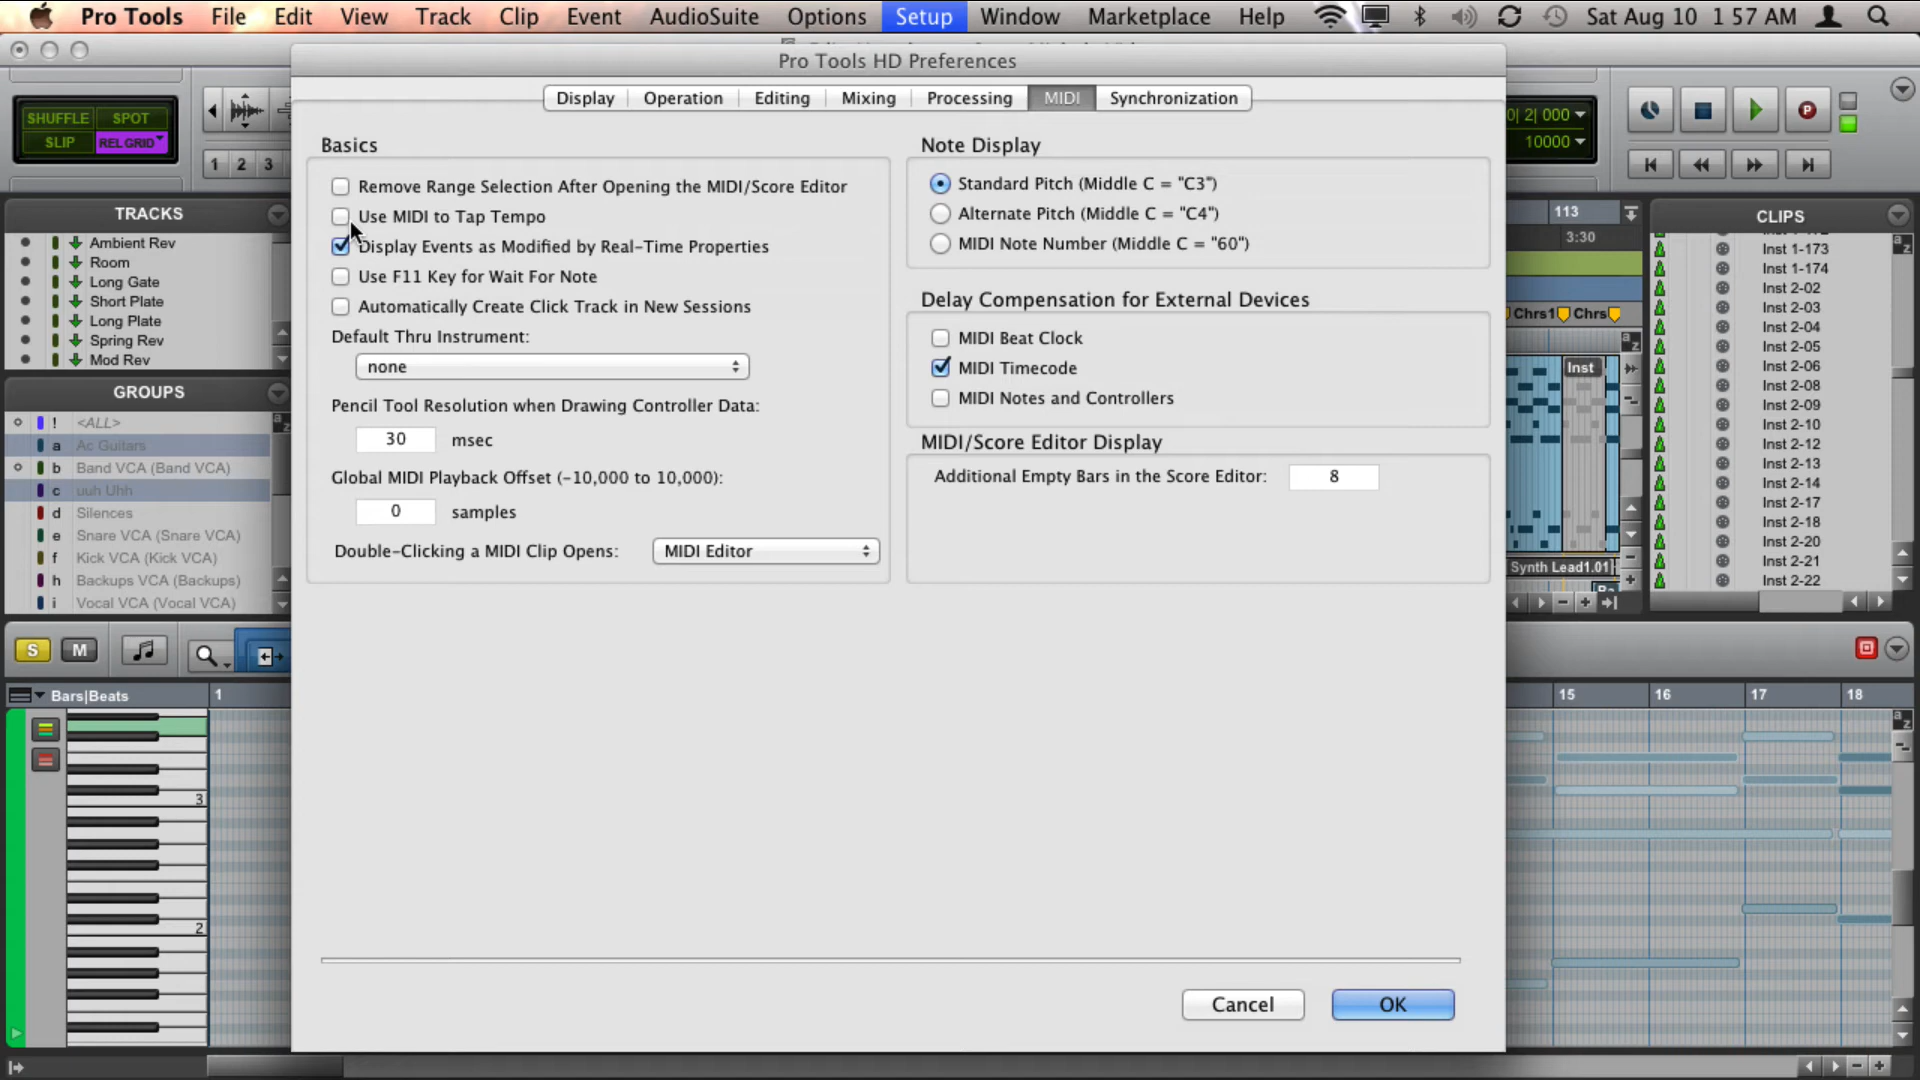 Pro Tools File Edit View Track Clip Event AudioSuite Options Setup Window Marketplace Help Sat Aug 10 1 57 AM
Pro Tools HD Preferences
Display Operation Editing Mixing Processing MIDI Synchronization
SHUFFLE SPOT
SLIP REL GRID
1 2 3
0| 2| 000
10000
TRACKS
Ambient Rev
Room
Long Gate
Short Plate
Long Plate
Spring Rev
Mod Rev
GROUPS
! <ALL>
a Ac Guitars
b Band VCA (Band VCA)
c uuh Uhh
d Silences
e Snare VCA (Snare VCA)
f Kick VCA (Kick VCA)
h Backups VCA (Backups)
i Vocal VCA (Vocal VCA)
Basics
Remove Range Selection After Opening the MIDI/Score Editor
Use MIDI to Tap Tempo
Display Events as Modified by Real-Time Properties
Use F11 Key for Wait For Note
Automatically Create Click Track in New Sessions
Default Thru Instrument:
none
Pencil Tool Resolution when Drawing Controller Data:
30 msec
Global MIDI Playback Offset (-10,000 to 10,000):
0 samples
Double-Clicking a MIDI Clip Opens: MIDI Editor
Note Display
Standard Pitch (Middle C = "C3")
Alternate Pitch (Middle C = "C4")
MIDI Note Number (Middle C = "60")
Delay Compensation for External Devices
MIDI Beat Clock
MIDI Timecode
MIDI Notes and Controllers
MIDI/Score Editor Display
Additional Empty Bars in the Score Editor: 8
Cancel OK
113
3:30
Chrs1 Chrs
Inst
Synth Lead1.01
CLIPS
Inst 1-173
Inst 1-174
Inst 2-02
Inst 2-03
Inst 2-04
Inst 2-05
Inst 2-06
Inst 2-08
Inst 2-09
Inst 2-10
Inst 2-12
Inst 2-13
Inst 2-14
Inst 2-17
Inst 2-18
Inst 2-20
Inst 2-21
Inst 2-22
S M
Bars|Beats 1 15 16 17 18
3
2